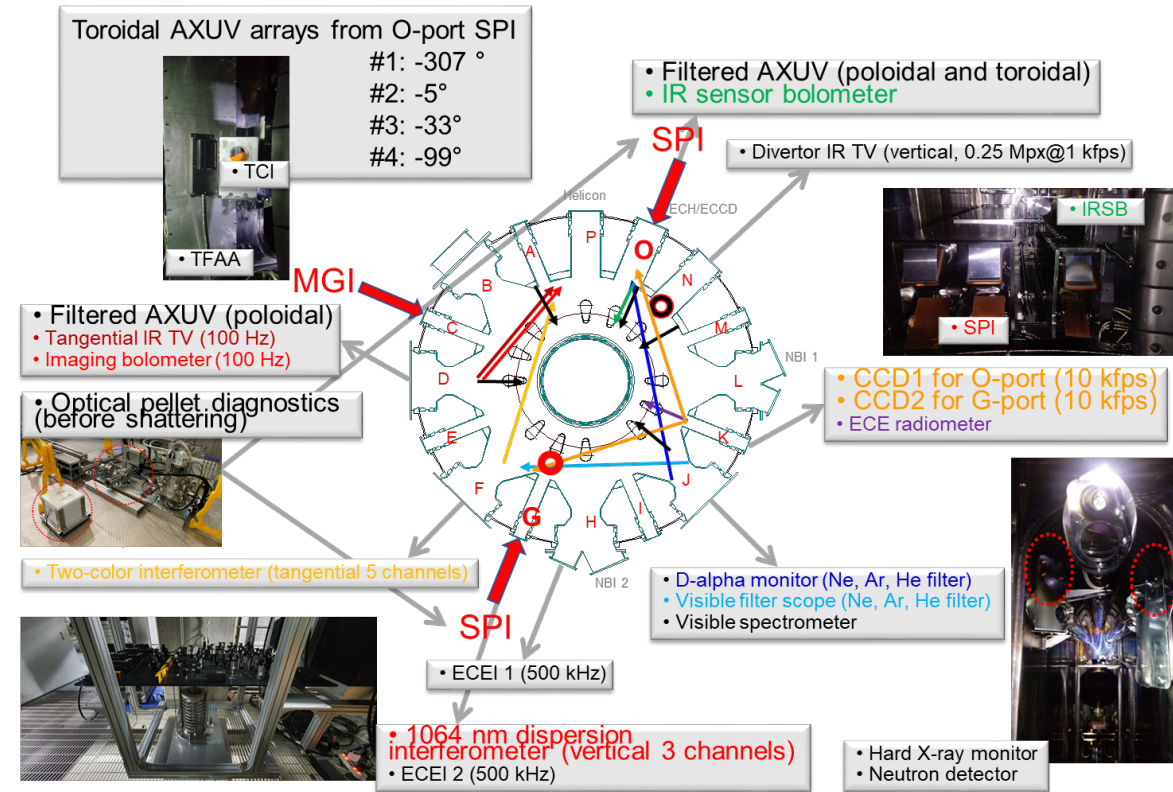 Toroidal AXUV arrays from O-port SPI
#1: -307 °
#2: -5°
#3: -33°
#4: -99°
• TCI
• TFAA
• Filtered AXUV (poloidal and toroidal)
• IR sensor bolometer
SPI
• Divertor IR TV (vertical, 0.25 Mpx@1 kfps)
Helicon
ECH/ECCD
• IRSB
• SPI
MGI
A
P
O
B
N
C
M
D
L
NBI 1
E
K
F
J
G
H
I
NBI 2
• Filtered AXUV (poloidal)
• Tangential IR TV (100 Hz)
• Imaging bolometer (100 Hz)
• Optical pellet diagnostics
(before shattering)
• CCD1 for O-port (10 kfps)
• CCD2 for G-port (10 kfps)
• ECE radiometer
• Two-color interferometer (tangential 5 channels)
• D-alpha monitor (Ne, Ar, He filter)
• Visible filter scope (Ne, Ar, He filter)
• Visible spectrometer
SPI
• ECEI 1 (500 kHz)
• 1064 nm dispersion
interferometer (vertical 3 channels)
• ECEI 2 (500 kHz)
• Hard X-ray monitor
• Neutron detector